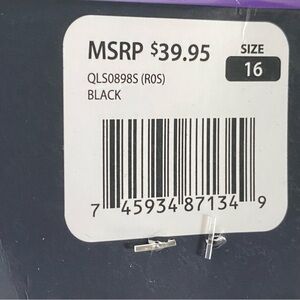 MSRP $39.95
SIZE
16
QLS0898S (R0S)
BLACK
7 45934 87134 9